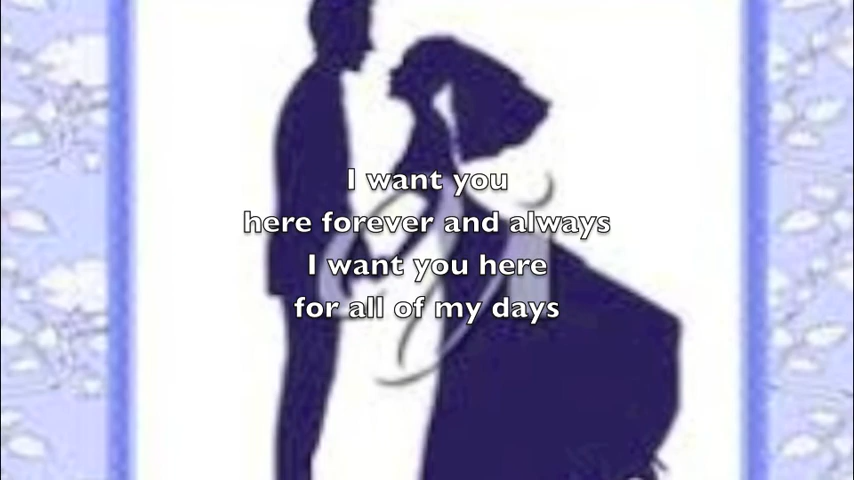 I want you
here forever and always
I want you here
for all of my days